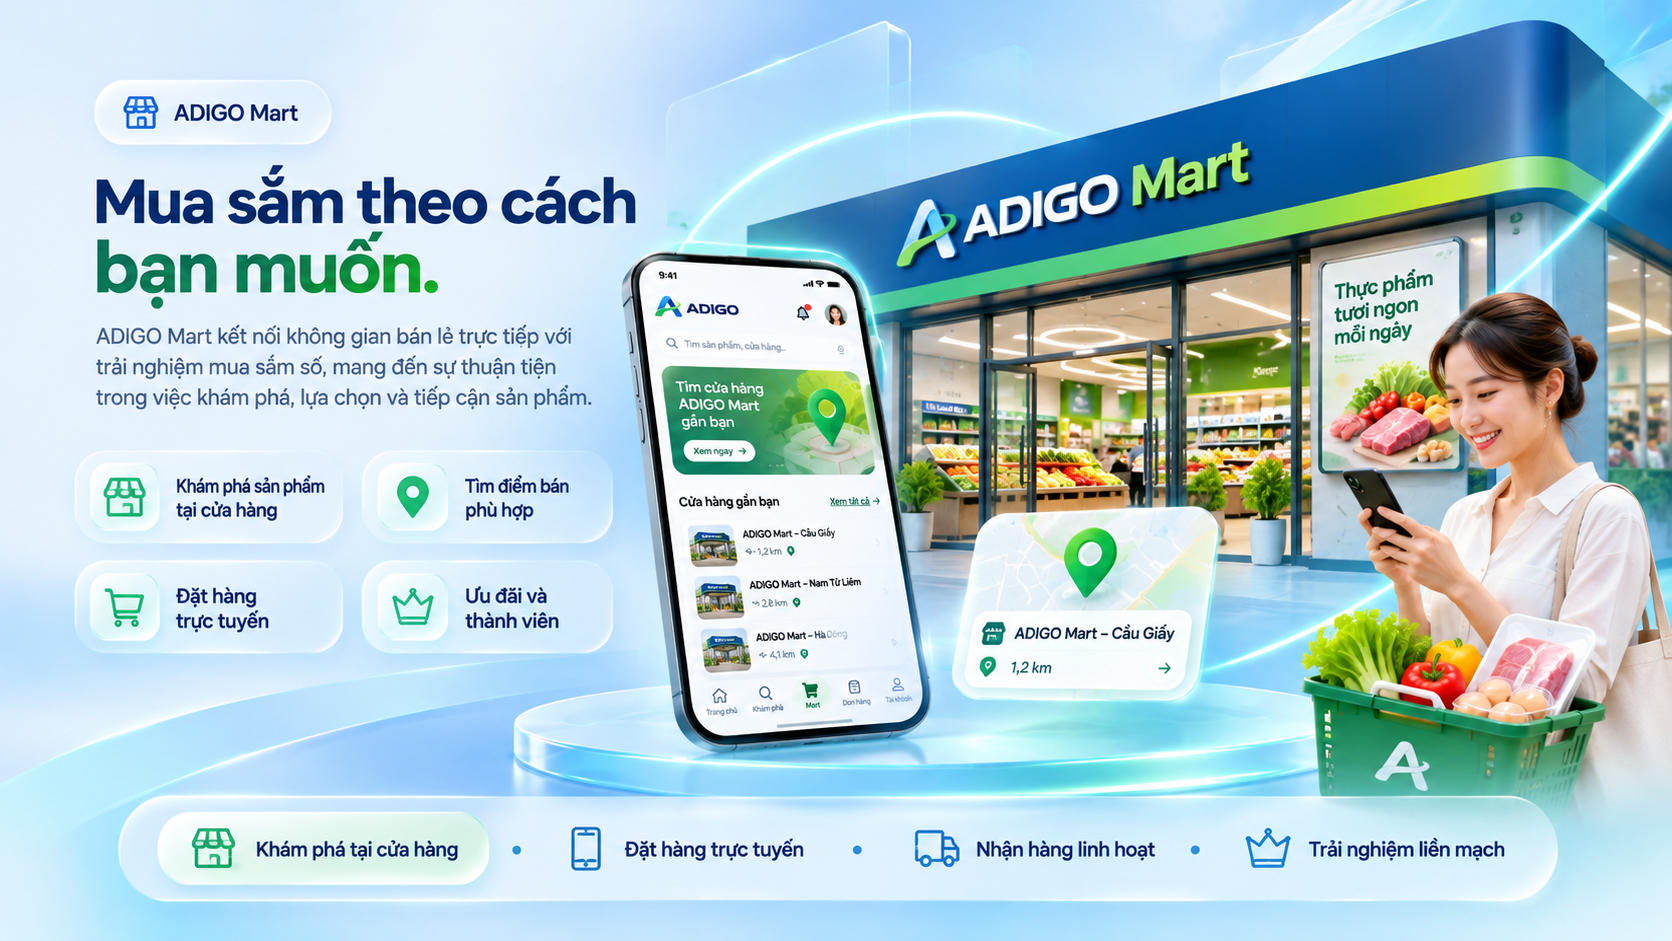 ADIGO Mart
Mua sắm theo cách
bạn muốn.
ADIGO Mart kết nối không gian bán lẻ trực tiếp với
trải nghiệm mua sắm số, mang đến sự thuận tiện
trong việc khám phá, lựa chọn và tiếp cận sản phẩm.
Khám phá sản phẩm
tại cửa hàng
Tìm điểm bán
phù hợp
Đặt hàng
trực tuyến
Ưu đãi và
thành viên
9:41
ADIGO
Tìm sản phẩm, cửa hàng...
Tìm cửa hàng
ADIGO Mart
gần bạn
Xem ngay →
Cửa hàng gần bạn
Xem tất cả →
ADIGO Mart – Cầu Giấy
1,2 km
ADIGO Mart – Nam Từ Liêm
ADIGO Mart – Hà Đông
4,1 km
Trang chủ
Khám phá
Mart
Đơn hàng
Tài khoản
ADIGO Mart
Thực phẩm
tươi ngon
mỗi ngày
ADIGO Mart – Cầu Giấy
1,2 km →
Khám phá tại cửa hàng • Đặt hàng trực tuyến • Nhận hàng linh hoạt • Trải nghiệm liền mạch